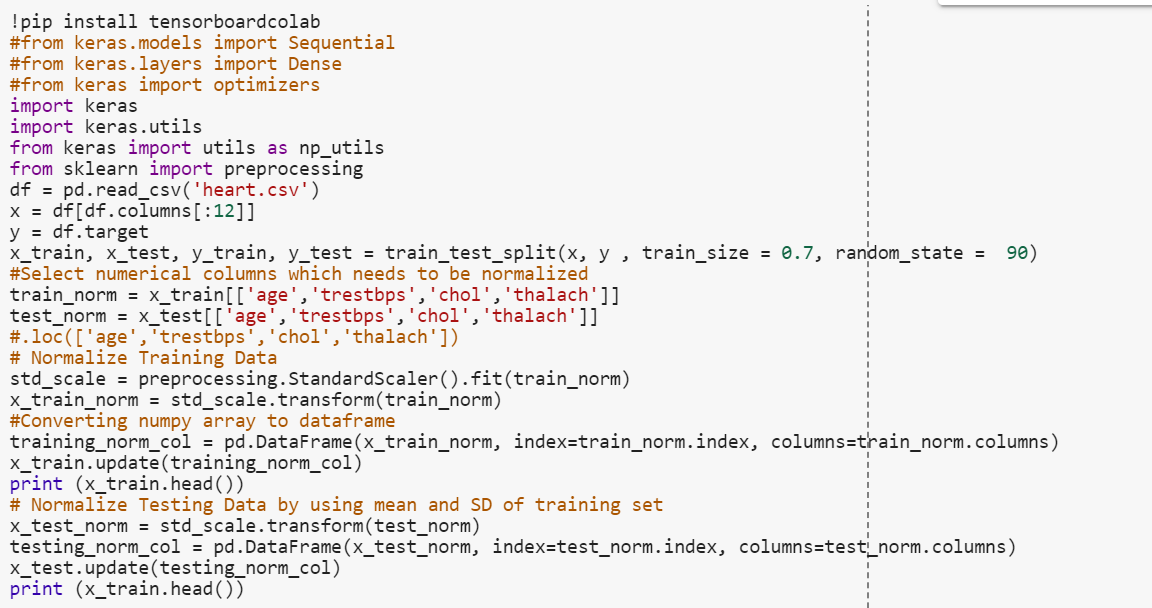 !pip install tensorboardcolab
#from keras.models import Sequential
#from keras.layers import Dense
#from keras import optimizers
import keras
import keras.utils
from keras import utils as np_utils
from sklearn import preprocessing
df = pd.read_csv('heart.csv')
x = df[df.columns[:12]]
y = df.target
x_train, x_test, y_train, y_test = train_test_split(x, y , train_size = 0.7, random_state =  90)
#Select numerical columns which needs to be normalized
train_norm = x_train[['age','trestbps','chol','thalach']]
test_norm = x_test[['age','trestbps','chol','thalach']]
#.loc(['age','trestbps','chol','thalach'])
# Normalize Training Data
std_scale = preprocessing.StandardScaler().fit(train_norm)
x_train_norm = std_scale.transform(train_norm)
#Converting numpy array to dataframe
training_norm_col = pd.DataFrame(x_train_norm, index=train_norm.index, columns=train_norm.columns)
x_train.update(training_norm_col)
print (x_train.head())
# Normalize Testing Data by using mean and SD of training set
x_test_norm = std_scale.transform(test_norm)
testing_norm_col = pd.DataFrame(x_test_norm, index=test_norm.index, columns=test_norm.columns)
x_test.update(testing_norm_col)
print (x_train.head())